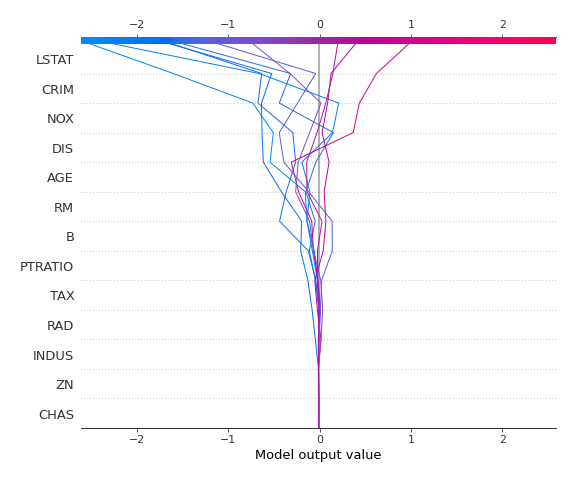 −2 −1 0 1 2
LSTAT
CRIM
NOX
DIS
AGE
RM
B
PTRATIO
TAX
RAD
INDUS
ZN
CHAS
−2 −1 0 1 2
Model output value